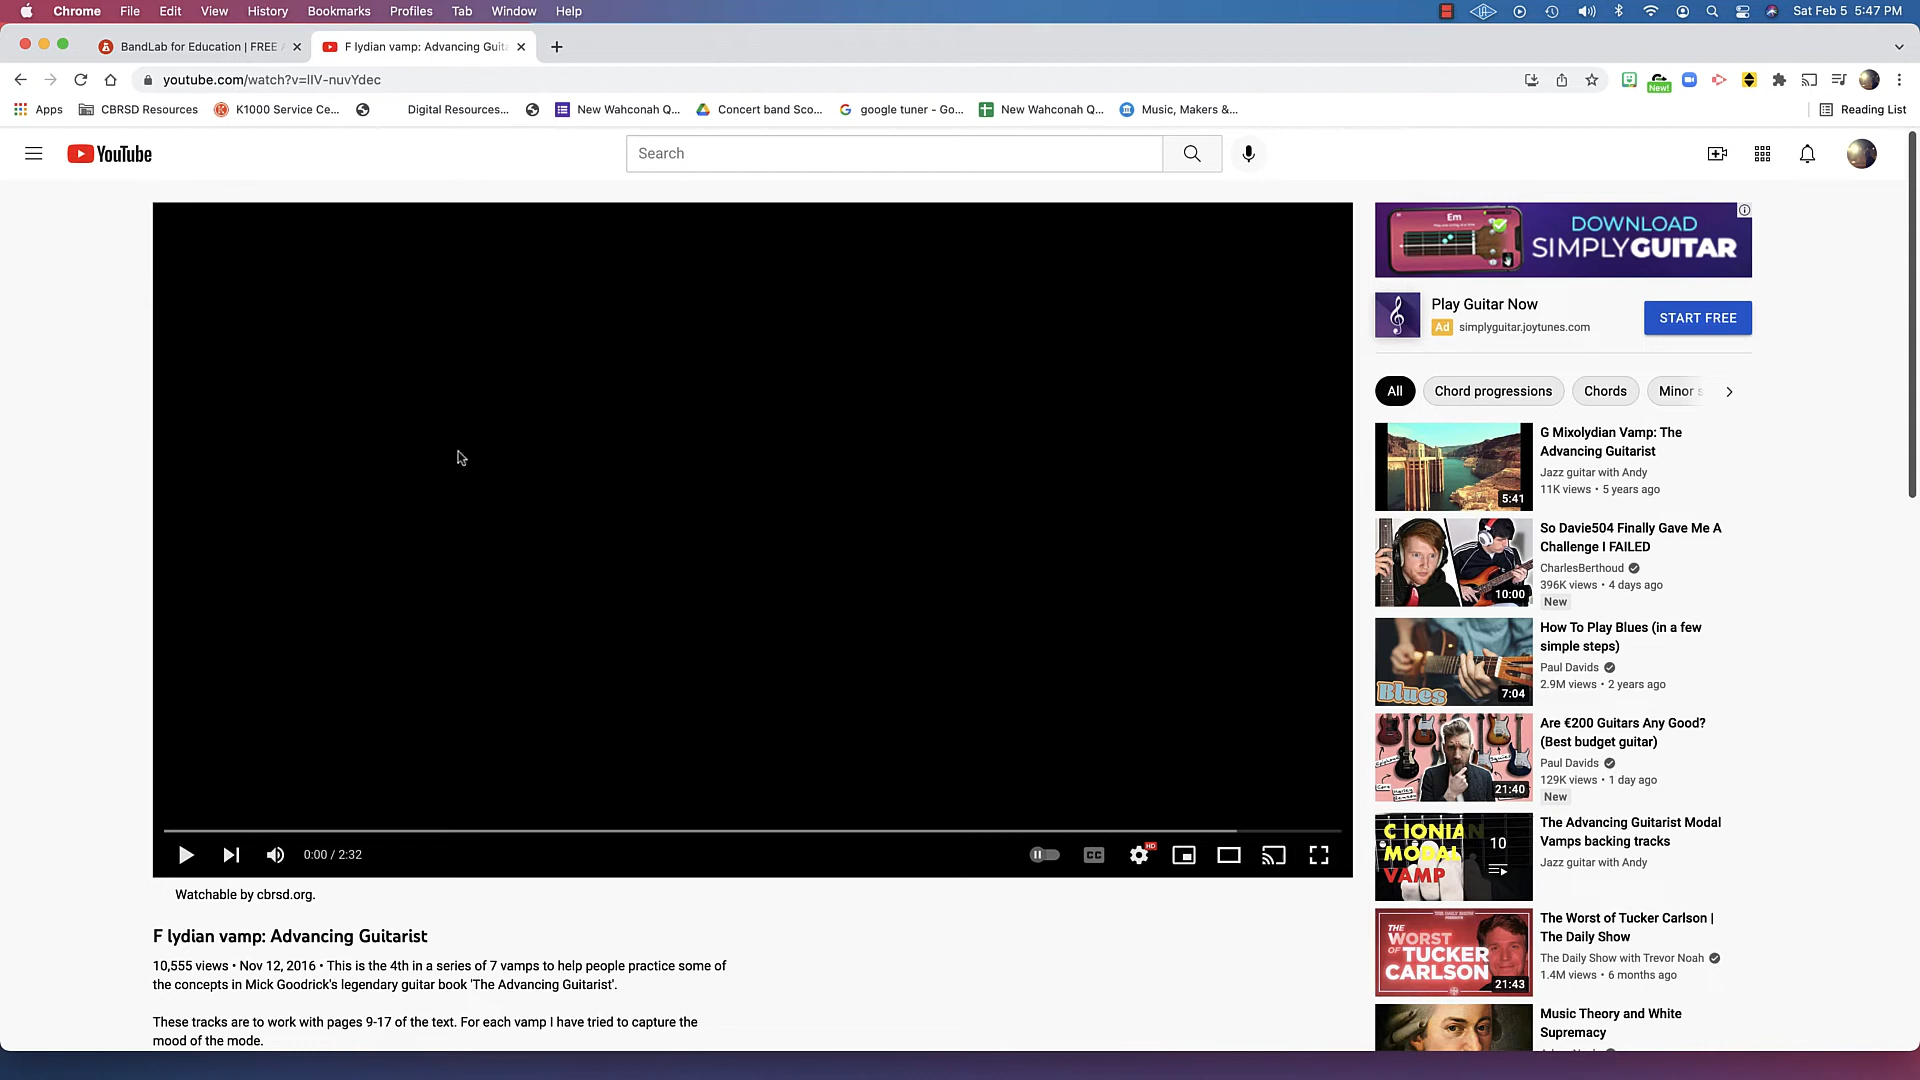 Chrome File Edit View History Bookmarks Profiles Tab Window Help
Sat Feb 5 5:47 PM
BandLab for Education | FREE
F lydian vamp: Advancing Guita
youtube.com/watch?v=lIV-nuvYdec
New!
Apps CBRSD Resources K1000 Service Ce... Digital Resources... New Wahconah Q... Concert band Sco... google tuner - Go... New Wahconah Q... Music, Makers &... Reading List
YouTube
Search
Em
DOWNLOAD
SIMPLYGUITAR
Play Guitar Now
Ad simplyguitar.joytunes.com
START FREE
All Chord progressions Chords Minor s
G Mixolydian Vamp: The
Advancing Guitarist
Jazz guitar with Andy
11K views • 5 years ago
5:41
So Davie504 Finally Gave Me A
Challenge I FAILED
CharlesBerthoud
396K views • 4 days ago
New
10:00
How To Play Blues (in a few
simple steps)
Paul Davids
2.9M views • 2 years ago
Blues
7:04
Are €200 Guitars Any Good?
(Best budget guitar)
Paul Davids
129K views • 1 day ago
New
21:40
C IONIAN
MODAL
VAMP
10
The Advancing Guitarist Modal
Vamps backing tracks
Jazz guitar with Andy
THE DAILY SHOW
THE
WORST
OF TUCKER
CARLSON
21:43
The Worst of Tucker Carlson |
The Daily Show
The Daily Show with Trevor Noah
1.4M views • 6 months ago
Music Theory and White
Supremacy
0:00 / 2:32
CC
HD
Watchable by cbrsd.org.
F lydian vamp: Advancing Guitarist
10,555 views • Nov 12, 2016 • This is the 4th in a series of 7 vamps to help people practice some of
the concepts in Mick Goodrick's legendary guitar book 'The Advancing Guitarist'.
These tracks are to work with pages 9-17 of the text. For each vamp I have tried to capture the
mood of the mode.